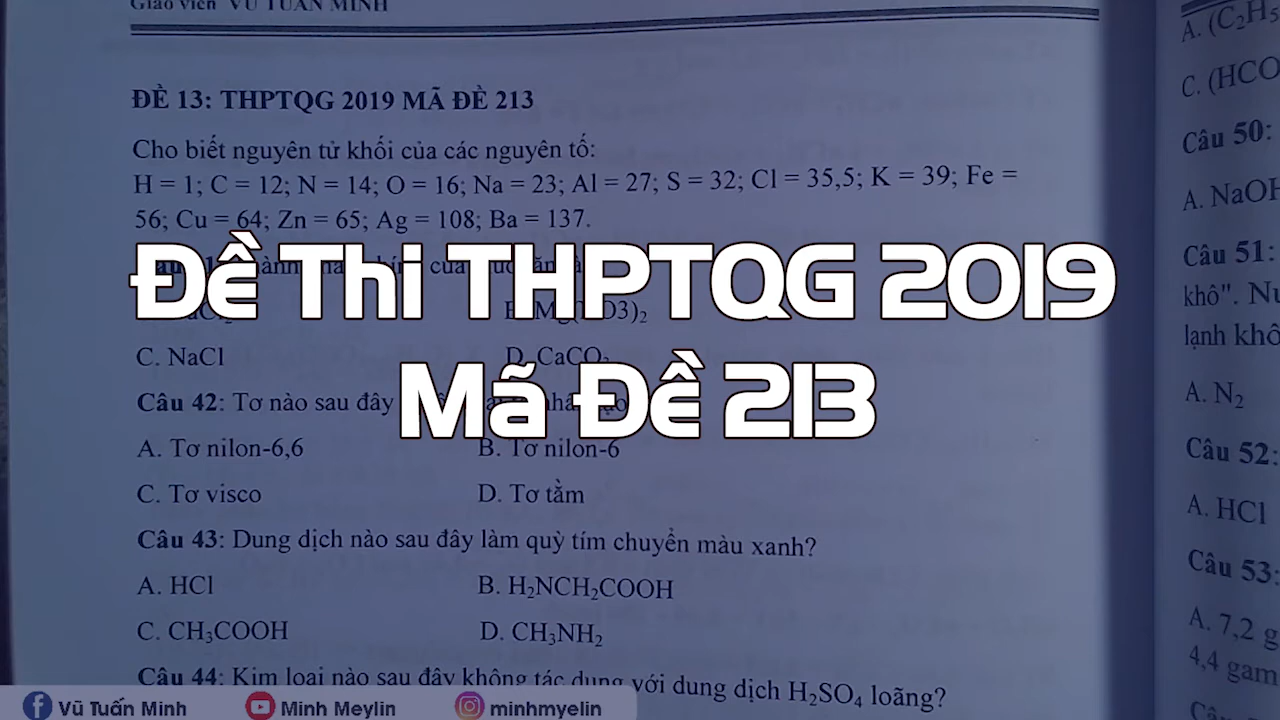 Giáo viên VŨ TUẤN MINH
ĐỀ 13: THPTQG 2019 MÃ ĐỀ 213
Cho biết nguyên tử khối của các nguyên tố:
H = 1; C = 12; N = 14; O = 16; Na = 23; Al = 27; S = 32; Cl = 35,5; K = 39; Fe =
56; Cu = 64; Zn = 65; Ag = 108; Ba = 137.
Đề Thi THPTQG 2019
C. NaCl D. CaCO₃
Mã Đề 213
Câu 42: Tơ nào sau đây
A. Tơ nilon-6,6 B. Tơ nilon-6
C. Tơ visco D. Tơ tằm
Câu 43: Dung dịch nào sau đây làm quỳ tím chuyển màu xanh?
A. HCl B. H₂NCH₂COOH
C. CH₃COOH D. CH₃NH₂
Câu 44: Kim loại nào sau đây không tác dụng với dung dịch H₂SO₄ loãng?
A. (C₂H₅
C. (HCO
Câu 50:
A. NaOH
Câu 51:
khô". Nư
lạnh khô
A. N₂
Câu 52:
A. HCl
Câu 53:
A. 7,2 g
4,4 gam
Vũ Tuấn Minh
Minh Meylin
minhmyelin